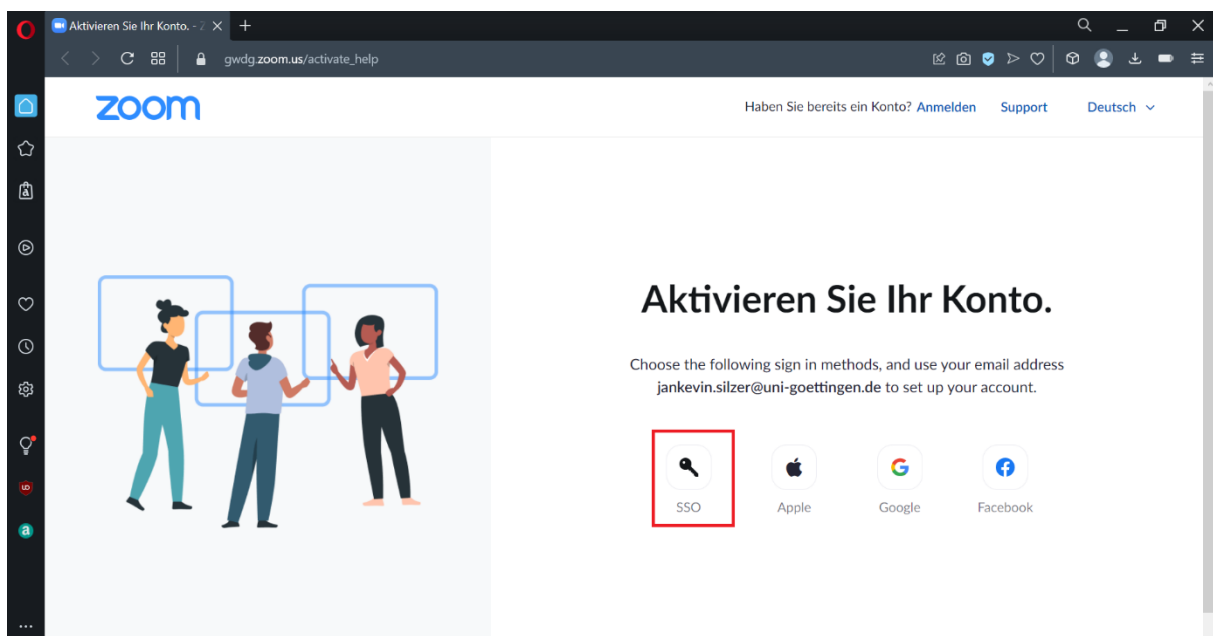 Aktivieren Sie Ihr Konto. - Z
gwdg.zoom.us/activate_help
zoom
Haben Sie bereits ein Konto? Anmelden Support Deutsch
Aktivieren Sie Ihr Konto.
Choose the following sign in methods, and use your email address
jankevin.silzer@uni-goettingen.de to set up your account.
SSO Apple Google Facebook